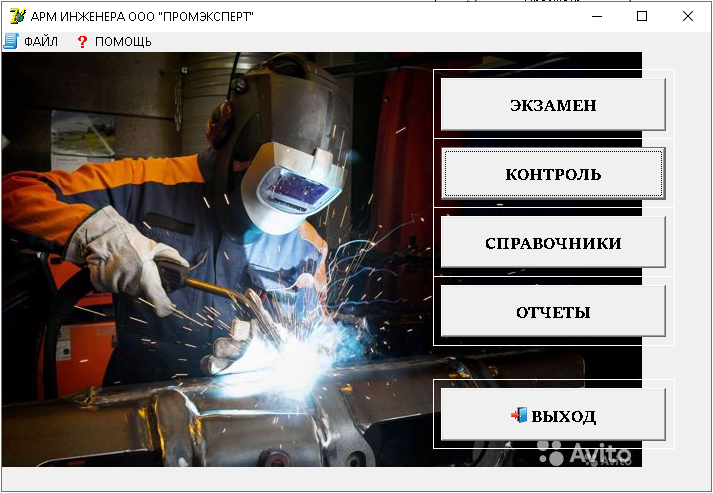 АРМ ИНЖЕНЕРА ООО "ПРОМЭКСПЕРТ"
ФАЙЛ ПОМОЩЬ
ЭКЗАМЕН
КОНТРОЛЬ
СПРАВОЧНИКИ
ОТЧЕТЫ
ВЫХОД
Avito